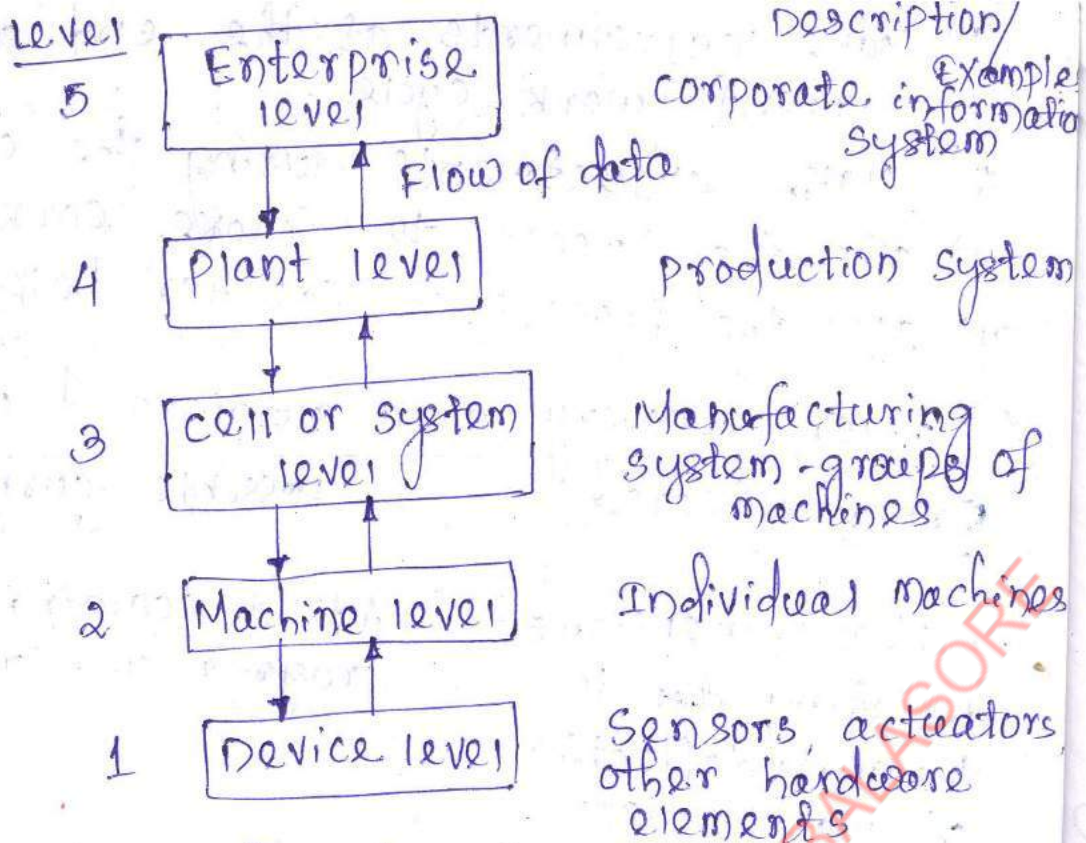 Level
Description/
Example
5
Enterprise
level
corporate information
system
Flow of data
4
Plant level
production system
3
cell or system
level
Manufacturing
system-groups of
machines
2
Machine level
Individual Machines
1
Device level
Sensors, actuators,
other hardware
elements
BALASORE